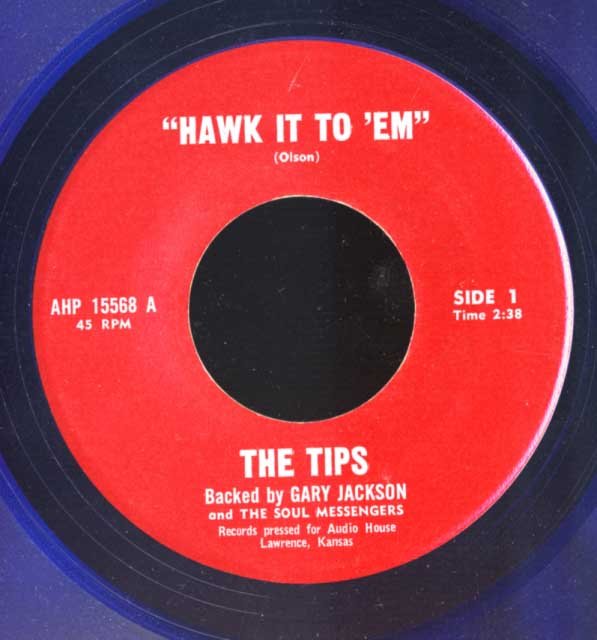 “HAWK IT TO ’EM”
(Olson)
AHP 15568 A
45 RPM
SIDE 1
Time 2:38
THE TIPS
Backed by GARY JACKSON
and THE SOUL MESSENGERS
Records pressed for Audio House
Lawrence, Kansas